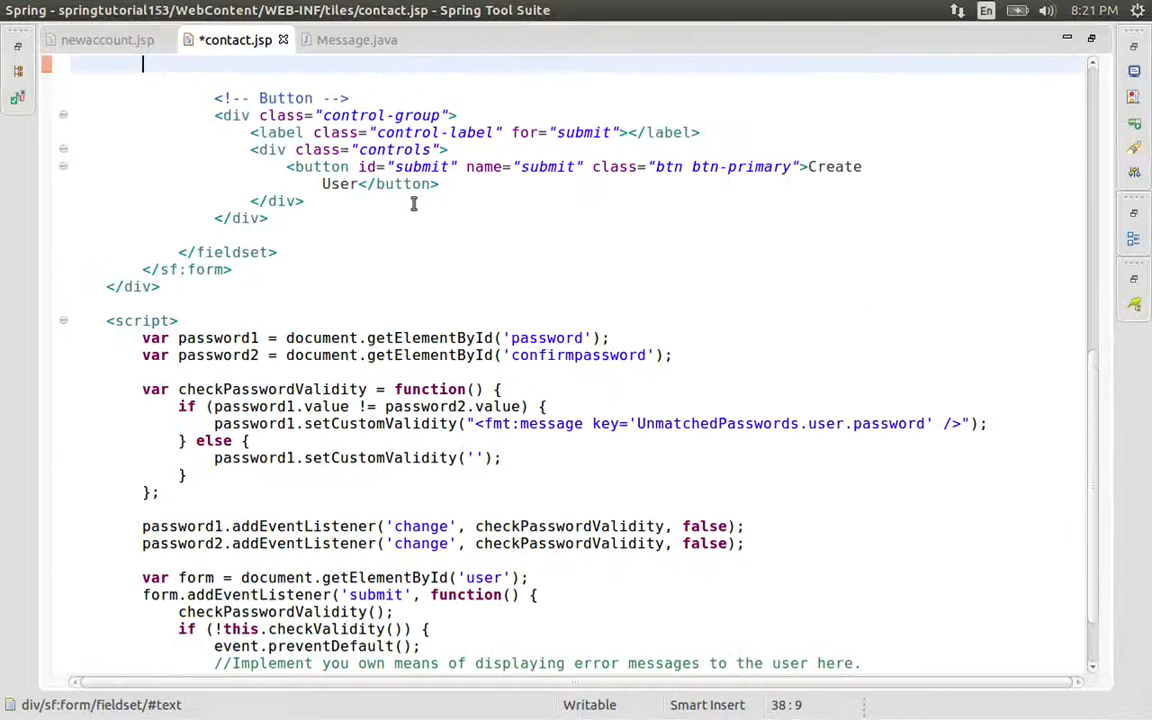 Spring - springtutorial153/WebContent/WEB-INF/tiles/contact.jsp - Spring Tool Suite
En
8:21 PM
newaccount.jsp
*contact.jsp
Message.java
<!-- Button -->
<div class="control-group">
<label class="control-label" for="submit"></label>
<div class="controls">
<button id="submit" name="submit" class="btn btn-primary">Create
User</button>
</div>
</div>
</fieldset>
</sf:form>
</div>
<script>
var password1 = document.getElementById('password');
var password2 = document.getElementById('confirmpassword');
var checkPasswordValidity = function() {
if (password1.value != password2.value) {
password1.setCustomValidity("<fmt:message key='UnmatchedPasswords.user.password' />");
} else {
password1.setCustomValidity('');
}
};
password1.addEventListener('change', checkPasswordValidity, false);
password2.addEventListener('change', checkPasswordValidity, false);
var form = document.getElementById('user');
form.addEventListener('submit', function() {
checkPasswordValidity();
if (!this.checkValidity()) {
event.preventDefault();
//Implement you own means of displaying error messages to the user here.
div/sf:form/fieldset/#text
Writable
Smart Insert
38:9